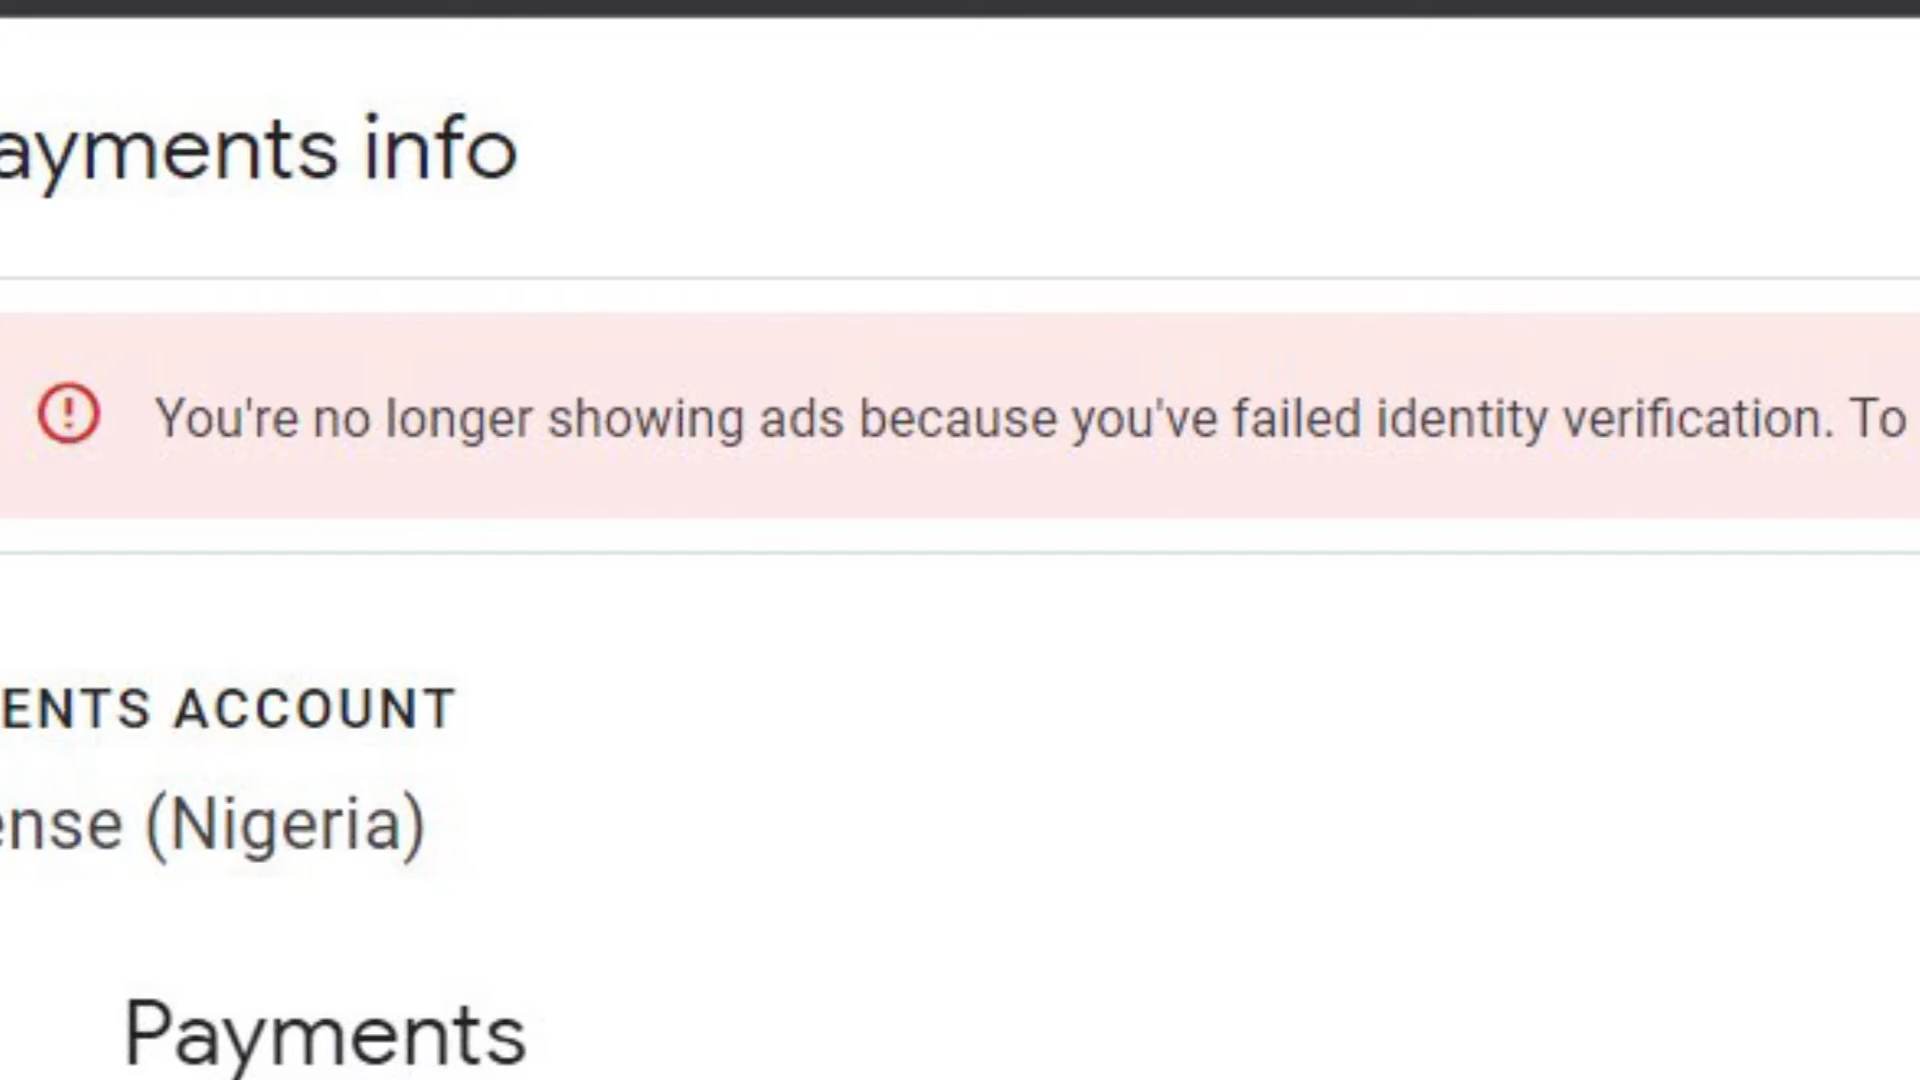 ayments info
You're no longer showing ads because you've failed identity verification. To
ENTS ACCOUNT
ense (Nigeria)
Payments